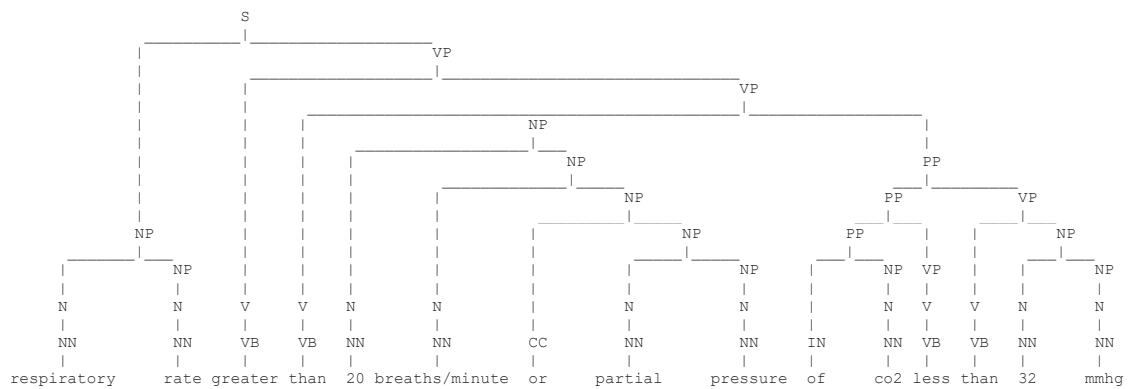 S
VP
VP
NP
NP PP
NP PP VP
NP NP PP NP
NP NP NP VP NP
N N V V N N N N N V V N N
NN NN VB VB NN NN CC NN NN IN NN VB VB NN NN
respiratory rate greater than 20 breaths/minute or partial pressure of co2 less than 32 mmhg